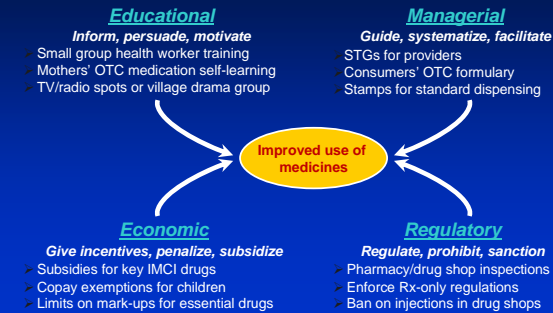 Educational
Inform, persuade, motivate
Small group health worker training
Mothers' OTC medication self-learning
TV/radio spots or village drama group
Managerial
Guide, systematize, facilitate
STGs for providers
Consumers' OTC formulary
Stamps for standard dispensing
Improved use of
medicines
Economic
Give incentives, penalize, subsidize
Subsidies for key IMCI drugs
Copay exemptions for children
Limits on mark-ups for essential drugs
Regulatory
Regulate, prohibit, sanction
Pharmacy/drug shop inspections
Enforce Rx-only regulations
Ban on injections in drug shops